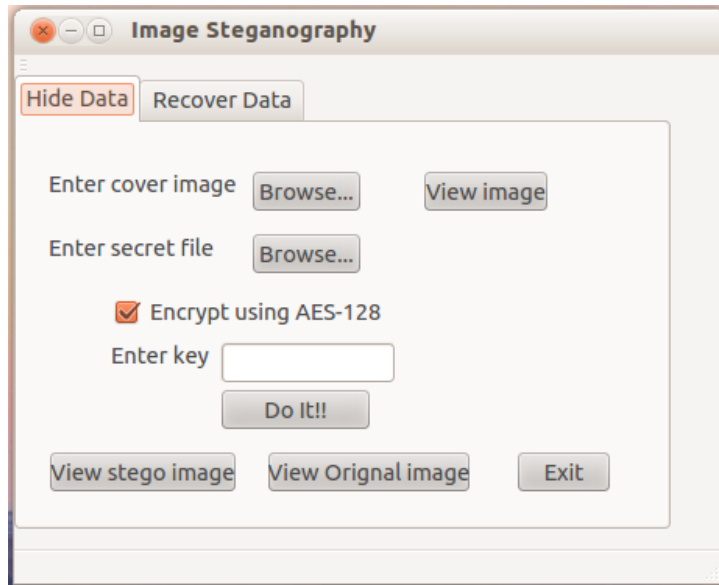 Image Steganography
Hide Data Recover Data
Enter cover image Browse... View image
Enter secret file Browse...
Encrypt using AES-128
Enter key
Do It!!
View stego image View Orignal image Exit